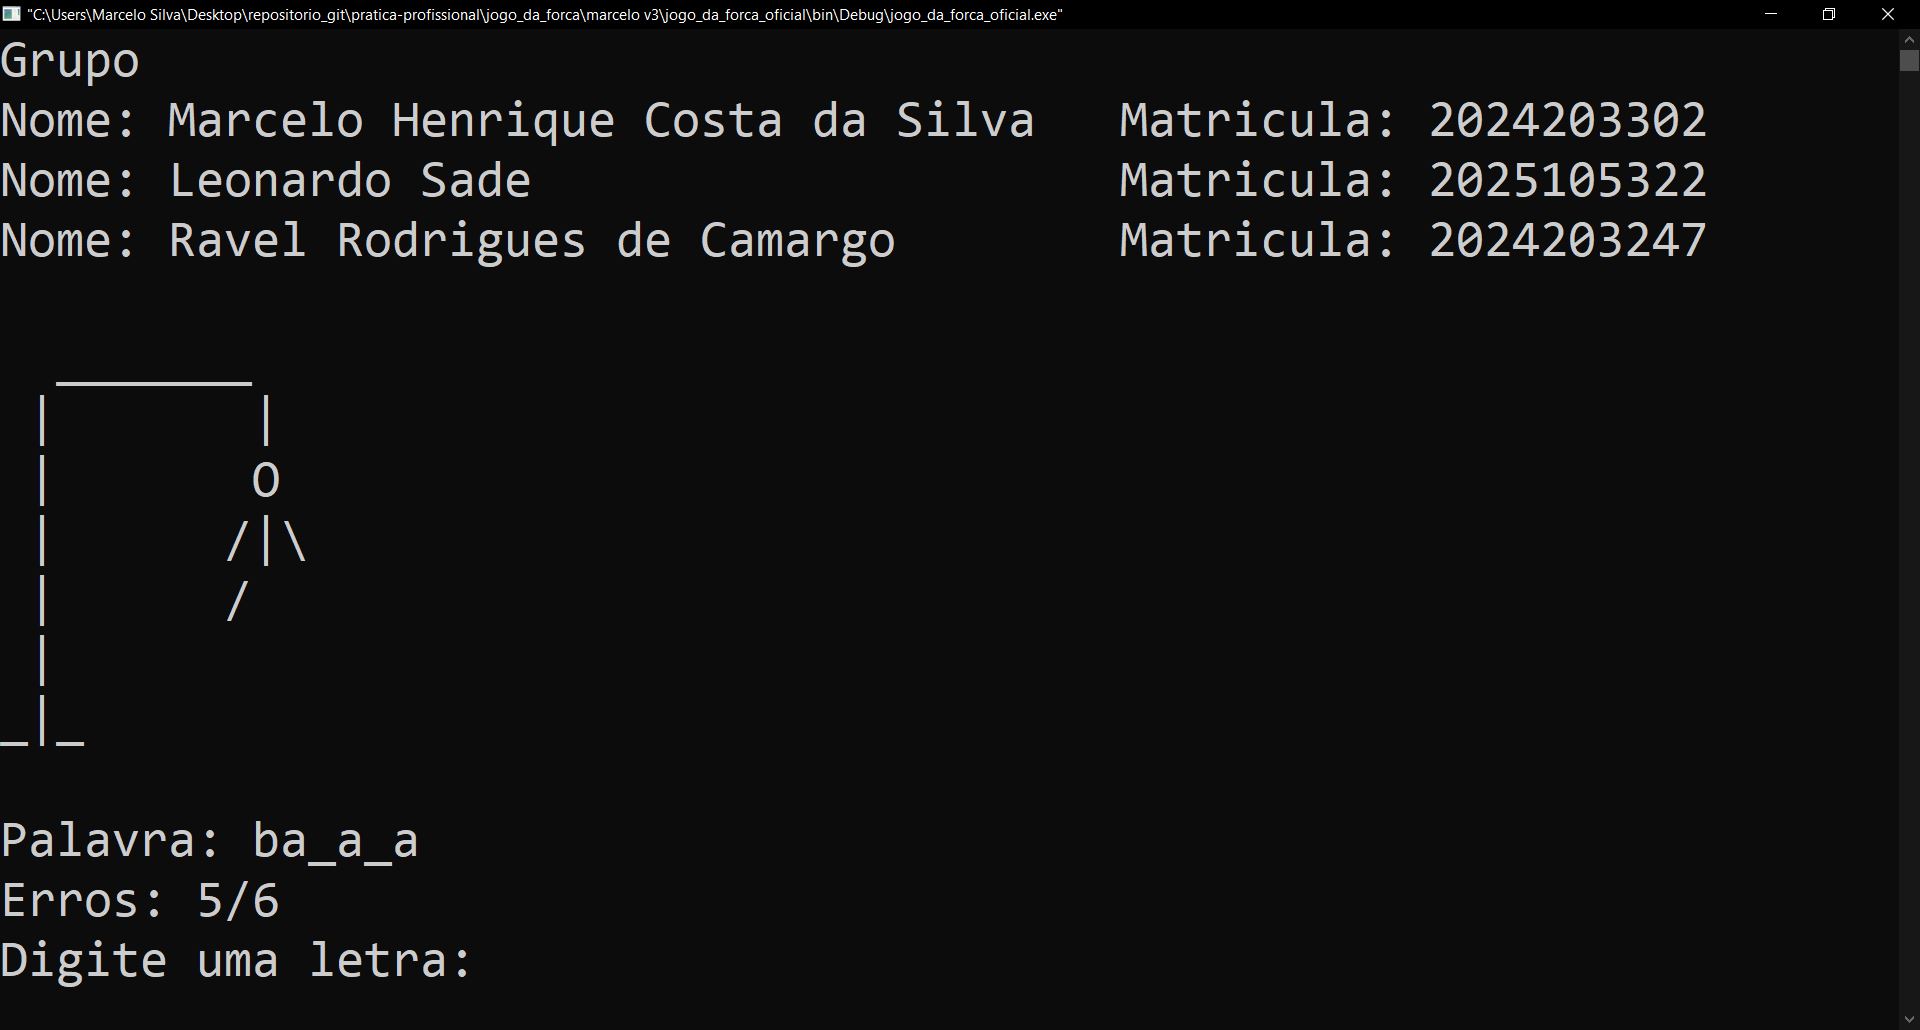 "C:\Users\Marcelo Silva\Desktop\repositorio_git\pratica-profissional\jogo_da_forca\marcelo v3\jogo_da_forca_oficial\bin\Debug\jogo_da_forca_oficial.exe"
Grupo
Nome: Marcelo Henrique Costa da Silva   Matricula: 2024203302
Nome: Leonardo Sade                     Matricula: 2025105322
Nome: Ravel Rodrigues de Camargo        Matricula: 2024203247
  _______
 |       |
 |       O
 |      /|\
 |      /
 |
_|_
Palavra: ba_a_a
Erros: 5/6
Digite uma letra: